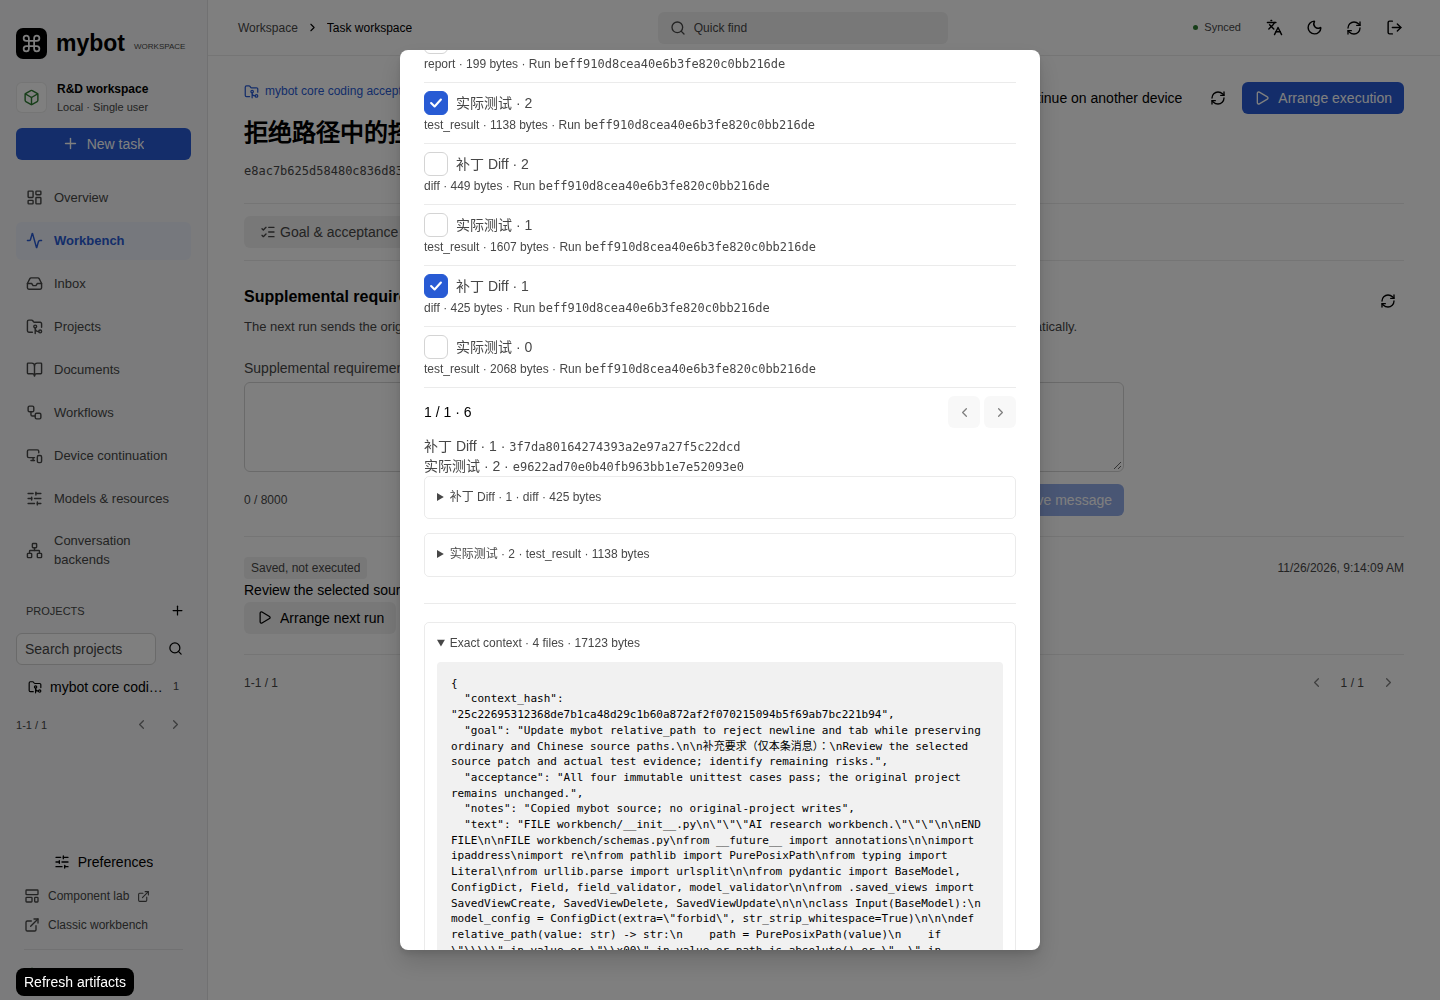 mybot WORKSPACE
R&D workspace
Local · Single user
New task
Overview
Workbench
Inbox
Projects
Documents
Workflows
Device continuation
Models & resources
Conversation
backends
PROJECTS
Search projects
mybot core codi… 1
1-1 / 1
Preferences
Component lab
Classic workbench
Refresh artifacts
Workspace > Task workspace
Quick find
Synced
mybot core coding accept
拒绝路径中的
e8ac7b625d58480c836d83
Arrange execution
Goal & acceptance
Supplemental require
The next run sends the orig
Supplemental requiremen
0 / 8000
message
Saved, not executed
11/26/2026, 9:14:09 AM
Review the selected sour
Arrange next run
1-1 / 1
1 / 1
on another device
report · 199 bytes · Run beff910d8cea40e6b3fe820c0bb216de
实际测试 · 2
test_result · 1138 bytes · Run beff910d8cea40e6b3fe820c0bb216de
补丁 Diff · 2
diff · 449 bytes · Run beff910d8cea40e6b3fe820c0bb216de
实际测试 · 1
test_result · 1607 bytes · Run beff910d8cea40e6b3fe820c0bb216de
补丁 Diff · 1
diff · 425 bytes · Run beff910d8cea40e6b3fe820c0bb216de
实际测试 · 0
test_result · 2068 bytes · Run beff910d8cea40e6b3fe820c0bb216de
1 / 1 · 6
补丁 Diff · 1 · 3f7da80164274393a2e97a27f5c22dcd
实际测试 · 2 · e9622ad70e0b40fb963bb1e7e52093e0
补丁 Diff · 1 · diff · 425 bytes
实际测试 · 2 · test_result · 1138 bytes
Exact context · 4 files · 17123 bytes
{
"context_hash":
"25c22695312368de7b1ca48d29c1b60a872af2f070215094b5f69ab7bc221b94",
"goal": "Update mybot relative_path to reject newline and tab while preserving
ordinary and Chinese source paths.\n\n补充要求（仅本条消息）：\nReview the selected
source patch and actual test evidence; identify remaining risks.",
"acceptance": "All four immutable unittest cases pass; the original project
remains unchanged.",
"notes": "Copied mybot source; no original-project writes",
"text": "FILE workbench/__init__.py\n\"\"\"AI research workbench.\"\"\"\n\nEND
FILE\n\nFILE workbench/schemas.py\nfrom __future__ import annotations\n\nimport
ipaddress\nimport re\nfrom pathlib import PurePosixPath\nfrom typing import
Literal\nfrom urllib.parse import urlsplit\n\nfrom pydantic import BaseModel,
ConfigDict, Field, field_validator, model_validator\n\nfrom .saved_views import
SavedViewCreate, SavedViewDelete, SavedViewUpdate\n\n\nclass Input(BaseModel):\n
model_config = ConfigDict(extra=\"forbid\", str_strip_whitespace=True)\n\n\ndef
relative_path(value: str) -> str:\n    path = PurePosixPath(value)\n    if